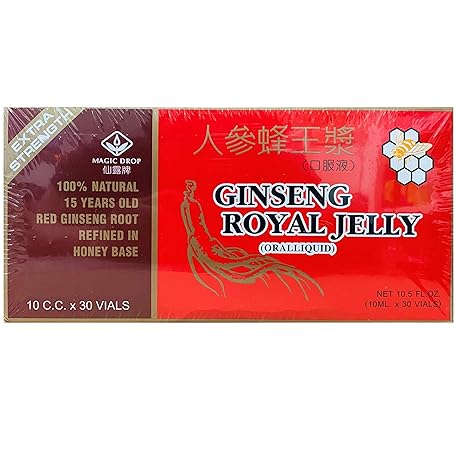 EXTRA
STRENGTH
MAGIC DROP
仙露牌
100% NATURAL
15 YEARS OLD
RED GINSENG ROOT
REFINED IN
HONEY BASE
10 C.C. x 30 VIALS
人參蜂王漿
(口服液)
GINSENG
ROYAL JELLY
(ORALLIQUID)
NET 10.5 FL.OZ.
(10ML. x 30 VIALS)